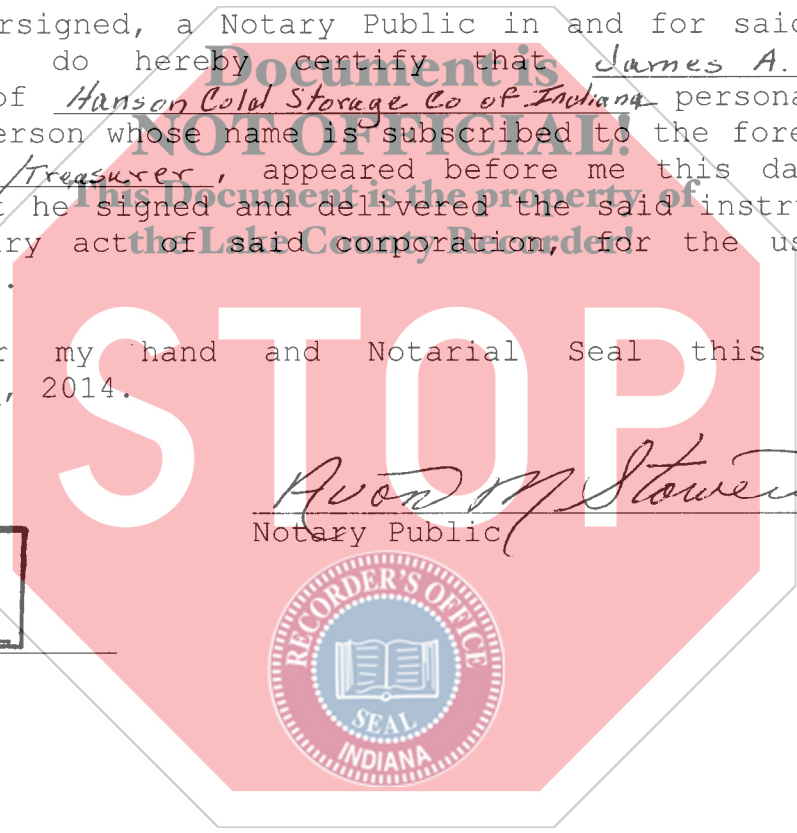 rsigned, a Notary Public in and for said
do hereby certify that James A.
of Hanson Cold Storage Co of Indiana persona
erson whose name is subscribed to the fore
/Treasurer, appeared before me this da
t he signed and delivered the said instr
ry act of said corporation, for the us
.
r my hand and Notarial Seal this
, 2014.
Avon M Stowe
Notary Public
Document is
NOT OFFICIAL!
This Document is the property of
the Lake County Recorder!
STOP
RECORDER'S OFFICE
SEAL
INDIANA